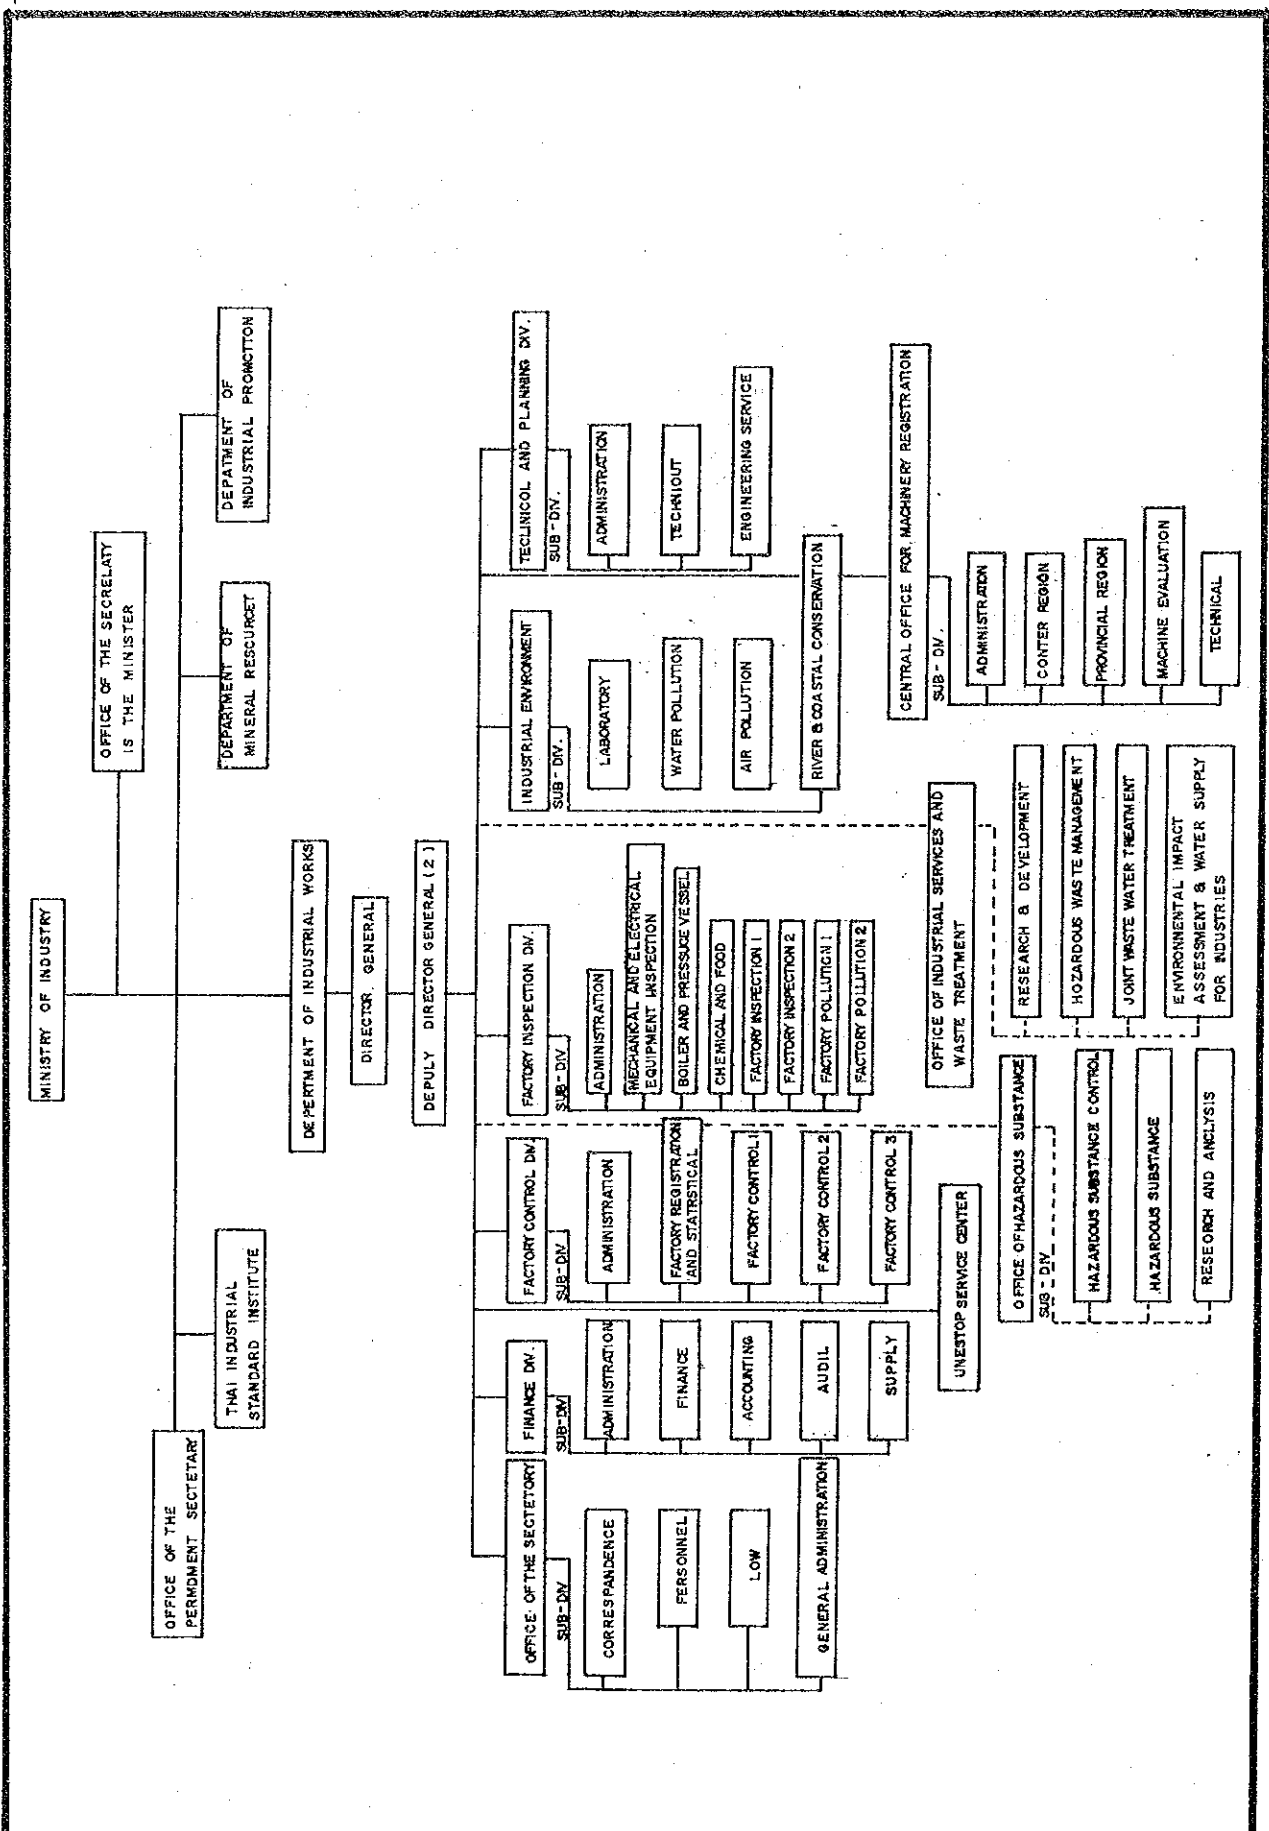 MINISTRY OF INDUSTRY
OFFICE OF THE SECRELATY
IS THE MINISTER
OFFICE OF THE
PERMDMENT SECTETARY
THAI INDUSTRIAL
STANDARD INSTITUTE
DEPERTMENT OF INDUSTRIAL WORKS
DEPARTMENT OF
MINERAL RESCURCET
DEPATMENT OF
INDUSTRIAL PROMCTION
DIRECTOR GENERAL
DEPULY DIRECTOR GENERAL (2)
OFFICE OF THE SECTETORY
SUB-DIV
CORRESPANDENCE
FERSONNEL
LOW
GENERAL ADMINISTRATION
FINANCE DIV.
SUB-DIV
ADMINISTRATION
FINANCE
ACCOUNTING
AUDIL
SUPPLY
FACTORY CONTROL DIV.
SUB-DIV
ADMINISTRATION
FACTORY REGISTRATION
AND STATRSTICAL
FACTORY CONTROL 1
FACTORY CONTROL 2
FACTORY CONTROL 3
UNESTOP SERVICE CENTER
FACTORY INSPECTION DIV.
SUB-DIV
ADMINISTRATION
MECHANICAL AND ELECTRICAL
EQUIPMENT INSPECTION
BOILER AND PRESSUCE VESSEL
CHEMICAL AND FOOD
FACTORY INSPECTION 1
FACTORY INSPECTION 2
FACTORY POLLUTION 1
FACTORY POLLUTION 2
OFFICE OF HAZARDOUS SUBSTANCE
SUB-DIV
HAZARDOUS SUBSTANCE CONTROL
HAZARDOUS SUBSTANCE
RESEARCH AND ANCLYSIS
INDUSTRIAL ENVIRONMENT
SUB-DIV.
LABORATORY
WATER POLLUTION
AIR POLLUTION
RIVER & COASTAL CONSERVATION
OFFICE OF INDUSTRIAL SERVICES AND
WASTE TREATMENT
RESEARCH & DEVELOPMENT
HOZARDOUS WASTE MANAGEMENT
JOINT WASTE WATER TREATMENT
ENVIRONNENTAL IMPACT
ASSESSMENT & WATER SUPPLY
FOR INDUSTRIES
TECLINICOL AND PLANNING DIV.
SUB-DIV.
ADMINISTRATION
TECHNIOUT
ENGINEERING SERVICE
CENTRAL OFFICE FOR MACHINERY REGISTRATION
SUB-DIV.
ADMINISTRATION
CONTER REGION
PROVINCIAL REGION
MACHINE EVALUATION
TECHNICAL